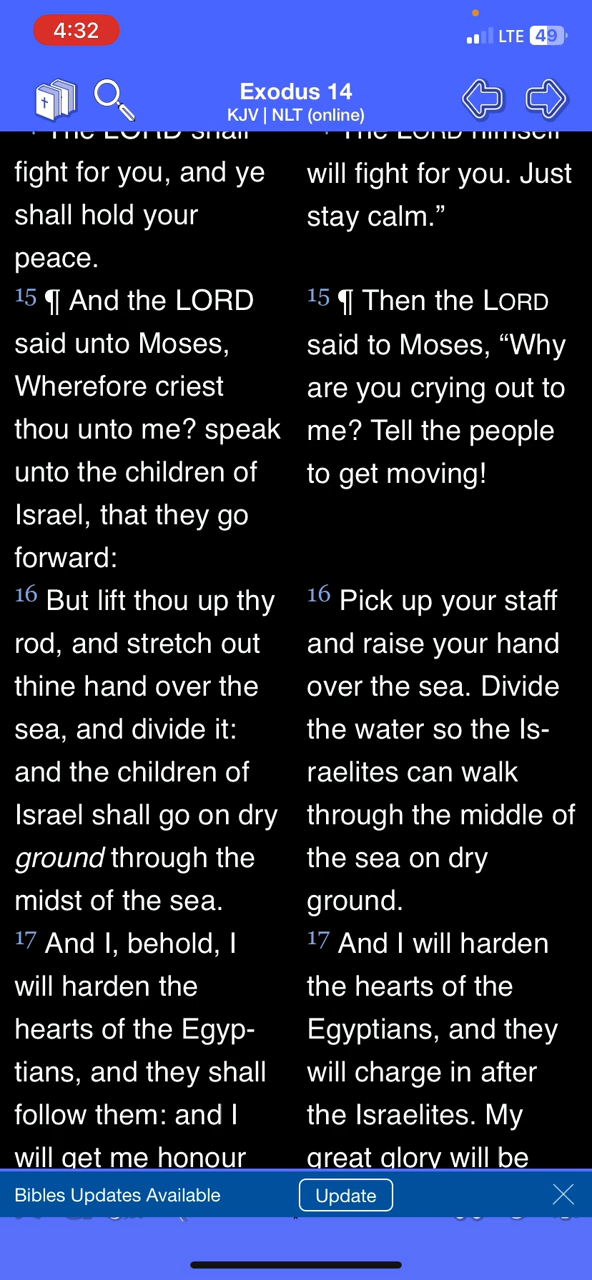 4:32
LTE 49
Exodus 14
KJV | NLT (online)
The LORD shall
fight for you, and ye
shall hold your
peace.
15 ¶ And the LORD
said unto Moses,
Wherefore criest
thou unto me? speak
unto the children of
Israel, that they go
forward:
16 But lift thou up thy
rod, and stretch out
thine hand over the
sea, and divide it:
and the children of
Israel shall go on dry
ground through the
midst of the sea.
17 And I, behold, I
will harden the
hearts of the Egyp-
tians, and they shall
follow them: and I
will get me honour
The LORD himself
will fight for you. Just
stay calm.”
15 ¶ Then the LORD
said to Moses, “Why
are you crying out to
me? Tell the people
to get moving!
16 Pick up your staff
and raise your hand
over the sea. Divide
the water so the Is-
raelites can walk
through the middle of
the sea on dry
ground.
17 And I will harden
the hearts of the
Egyptians, and they
will charge in after
the Israelites. My
great glory will be
Bibles Updates Available
Update